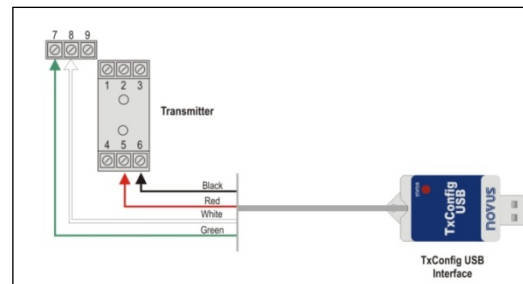 7 8 9
1 2 3
Transmitter
4 5 6
Black
Red
White
Green
STATUS
TxConfig
USB
NOVUS
TxConfig USB
Interface